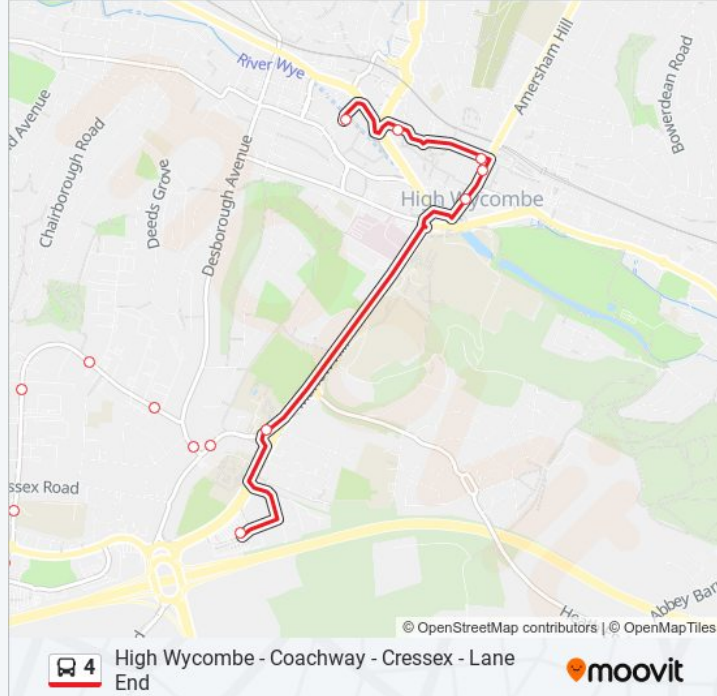 River Wye
Amersham Hill
Bowerdean Road
Avenue
Chairborough Road
Deeds Grove
Desborough Avenue
High Wycombe
ssex Road
Abbey Bar
© OpenStreetMap contributors | © OpenMapTiles
4
High Wycombe - Coachway - Cressex - Lane
End
moovit